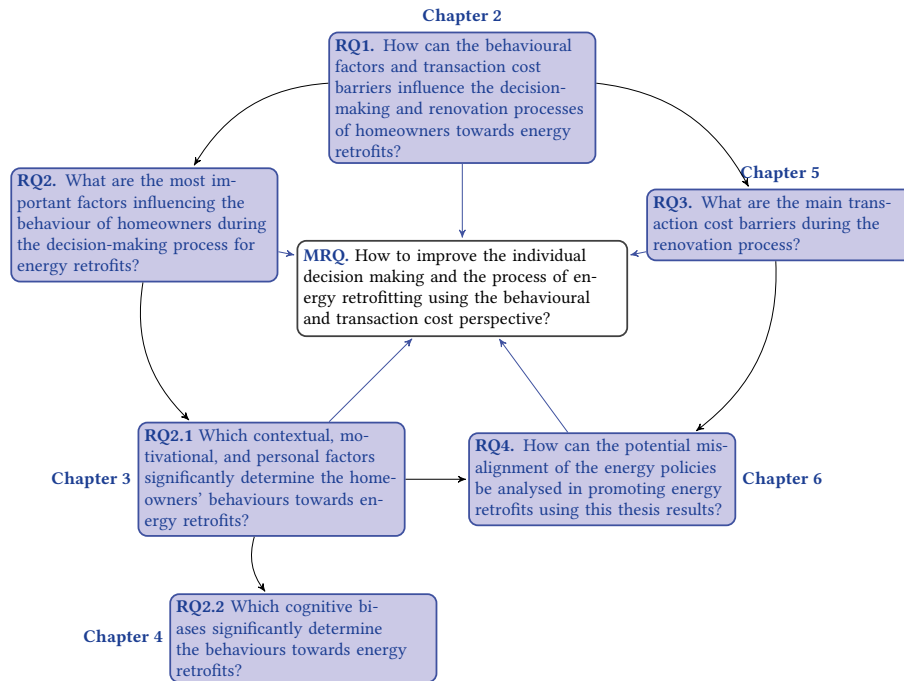 Chapter 2
RQ1. How can the behavioural
factors and transaction cost
barriers influence the decision-
making and renovation processes
of homeowners towards energy
retrofits?
RQ2. What are the most im-
portant factors influencing the
behaviour of homeowners during
the decision-making process for
energy retrofits?
Chapter 5
RQ3. What are the main trans-
action cost barriers during the
renovation process?
MRQ. How to improve the individual
decision making and the process of en-
ergy retrofitting using the behavioural
and transaction cost perspective?
Chapter 3
RQ2.1 Which contextual, mo-
tivational, and personal factors
significantly determine the home-
owners' behaviours towards en-
ergy retrofits?
RQ4. How can the potential mis-
alignment of the energy policies
be analysed in promoting energy
retrofits using this thesis results?
Chapter 6
Chapter 4
RQ2.2 Which cognitive bi-
ases significantly determine
the behaviours towards energy
retrofits?